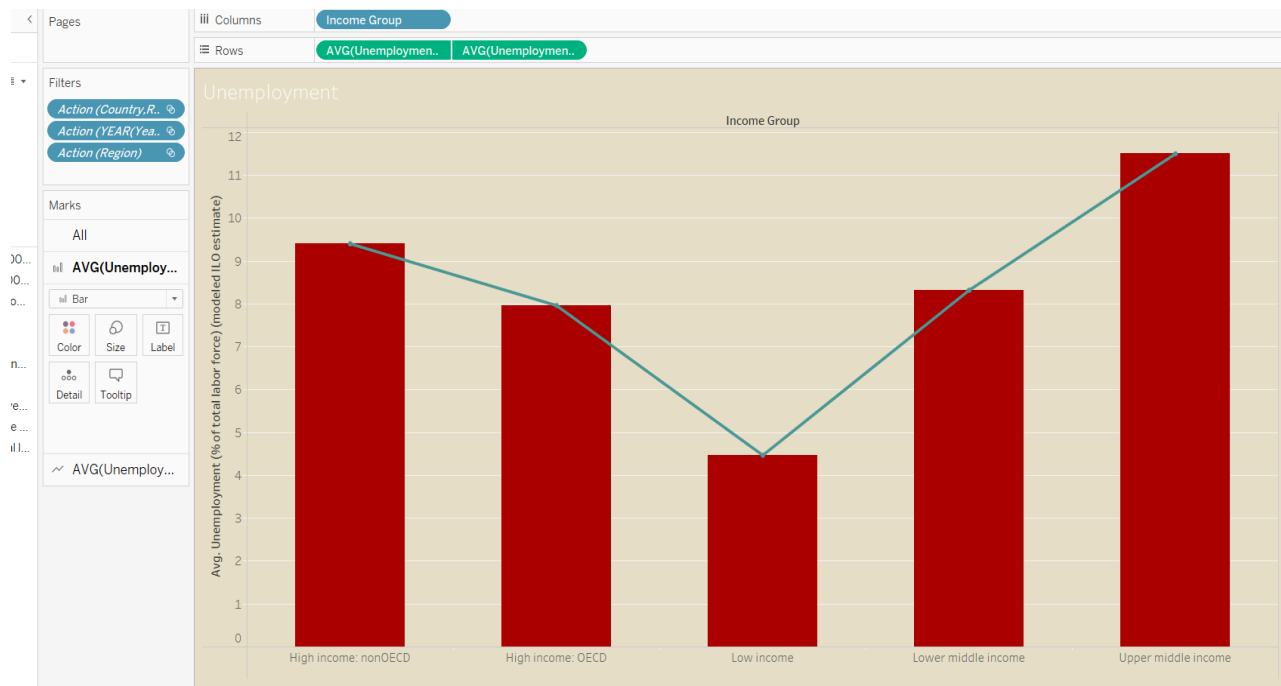 Pages
Columns
Income Group
Rows
AVG(Unemploymen..
AVG(Unemploymen..
Filters
Action (Country,R..
Action (YEAR(Yea..
Action (Region)
Marks
All
AVG(Unemploy...
Bar
Color
Size
Label
Detail
Tooltip
AVG(Unemploy...
Unemployment
Income Group
Avg. Unemployment (% of total labor force) (modeled ILO estimate)
12
11
10
9
8
7
6
5
4
3
2
1
0
High income: nonOECD
High income: OECD
Low income
Lower middle income
Upper middle income